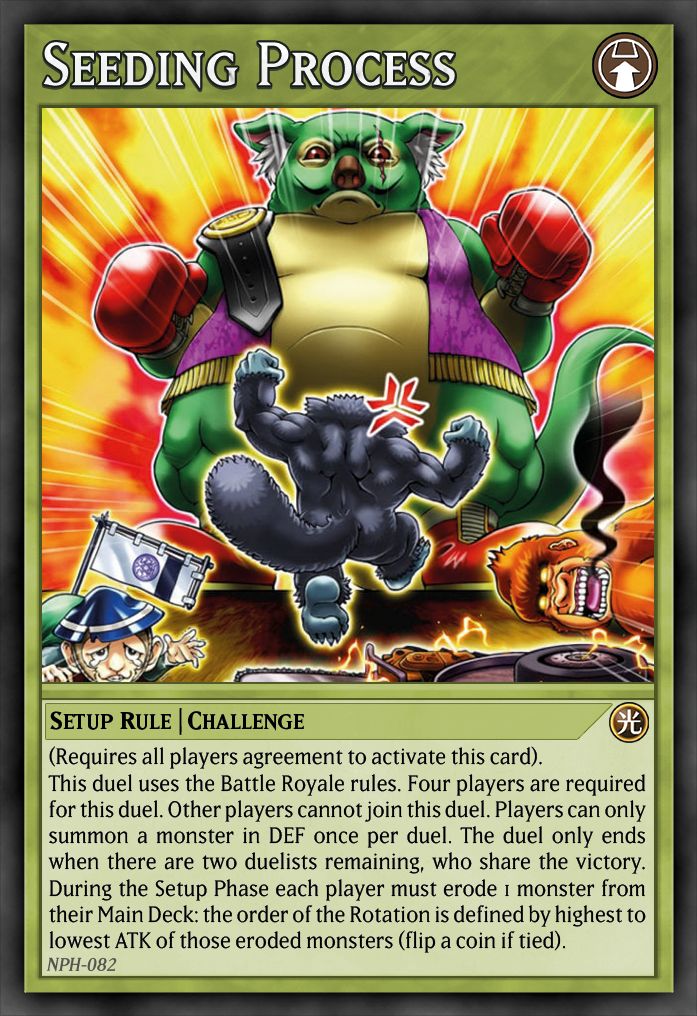 Seeding Process
Setup Rule | Challenge
光
(Requires all players agreement to activate this card).
This duel uses the Battle Royale rules. Four players are required
for this duel. Other players cannot join this duel. Players can only
summon a monster in DEF once per duel. The duel only ends
when there are two duelists remaining, who share the victory.
During the Setup Phase each player must erode 1 monster from
their Main Deck: the order of the Rotation is defined by highest to
lowest ATK of those eroded monsters (flip a coin if tied).
NPH-082